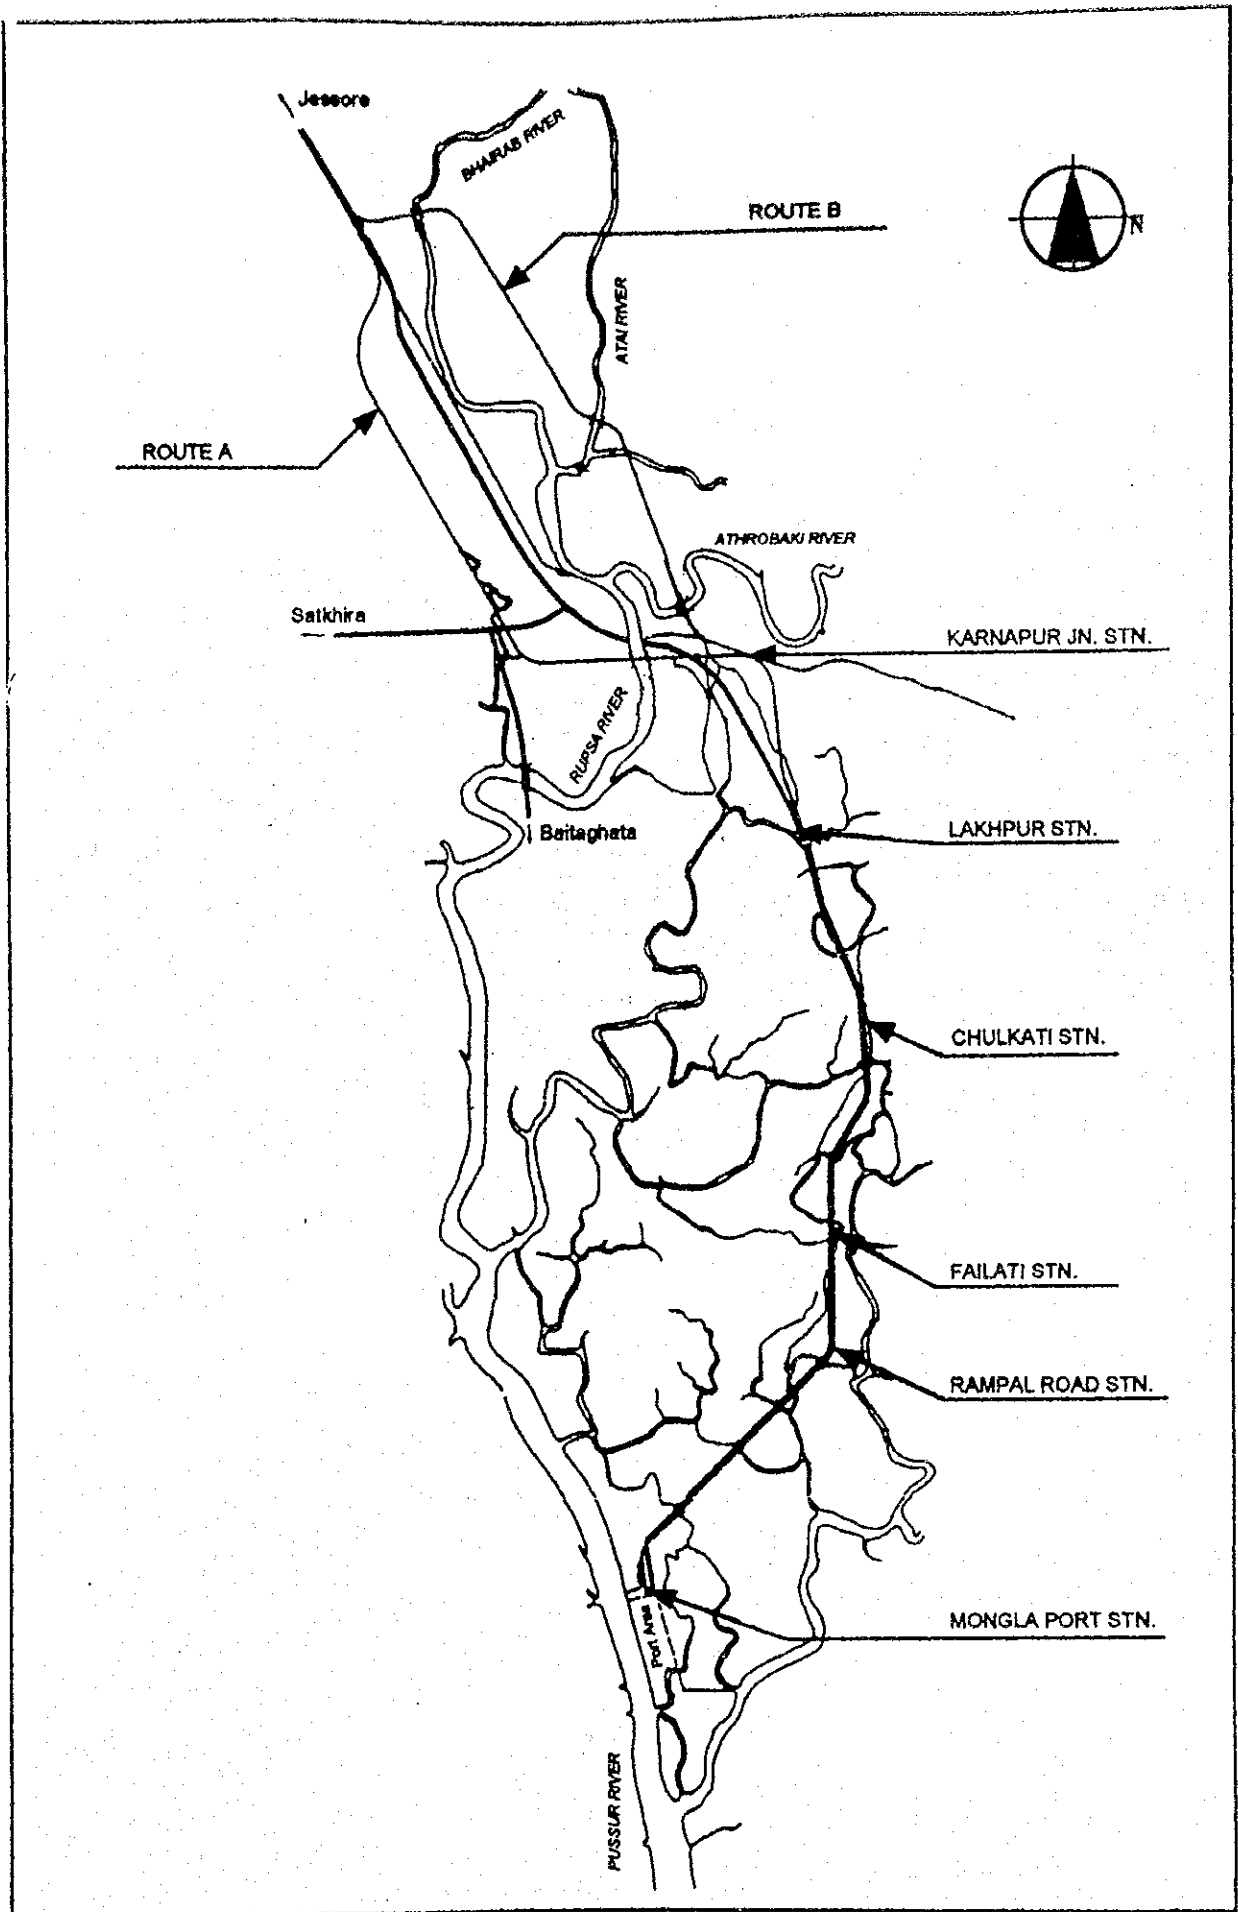 Jessore
BHAIRAB RIVER
ROUTE B
N
ATAI RIVER
ROUTE A
ATHROBAKI RIVER
Satkhira
KARNAPUR JN. STN.
RUPSA RIVER
Baitaghata
LAKHPUR STN.
CHULKATI STN.
FAILATI STN.
RAMPAL ROAD STN.
Port Area
MONGLA PORT STN.
PUSSUR RIVER